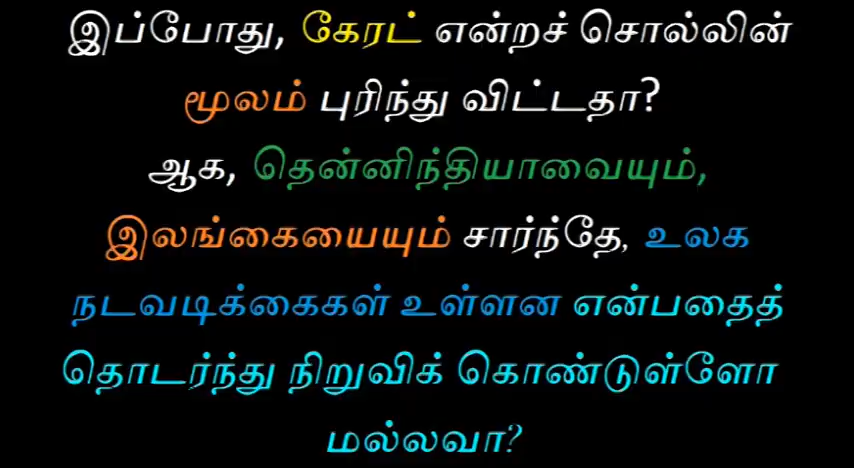 இப்போது, கேரட் என்றச் சொல்லின்
மூலம் புரிந்து விட்டதா?
ஆக, தென்னிந்தியாவையும்,
இலங்கையையும் சார்ந்தே, உலக
நடவடிக்கைகள் உள்ளன என்பதைத்
தொடர்ந்து நிறுவிக் கொண்டுள்ளோ
மல்லவா?